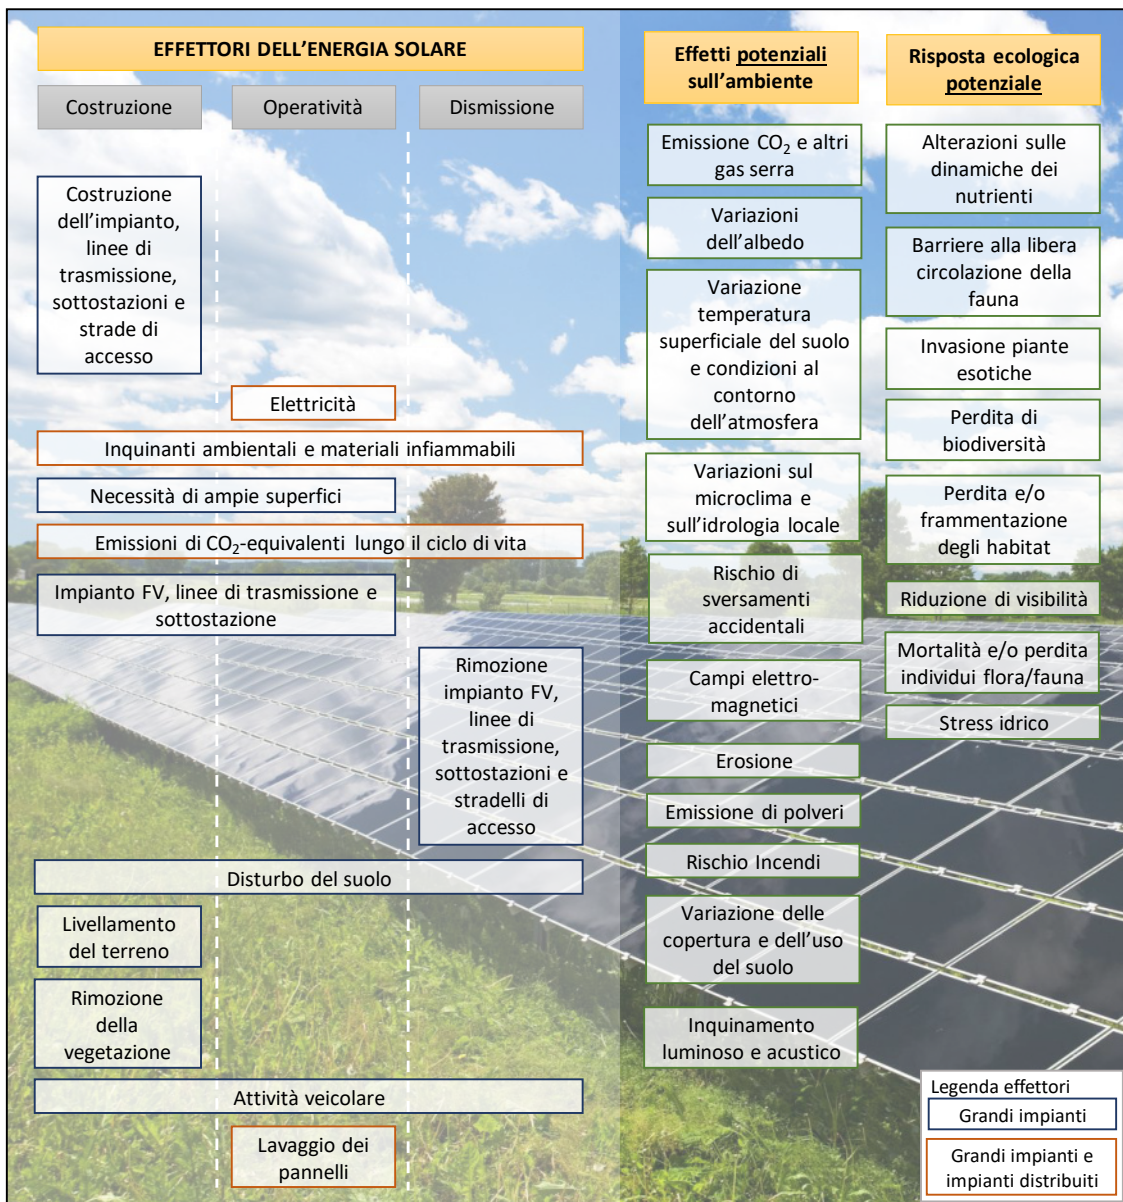 EFFETTORI DELL'ENERGIA SOLARE
Costruzione
Operatività
Dismissione
Costruzione
dell'impianto,
linee di
trasmissione,
sottostazioni e
strade di
accesso
Elettricità
Inquinanti ambientali e materiali infiammabili
Necessità di ampie superfici
Emissioni di CO₂-equivalenti lungo il ciclo di vita
Impianto FV, linee di trasmissione e
sottostazione
Rimozione
impianto FV,
linee di
trasmissione,
sottostazioni e
stradelli di
accesso
Disturbo del suolo
Livellamento
del terreno
Rimozione
della
vegetazione
Attività veicolare
Lavaggio dei
pannelli
Effetti potenziali
sull'ambiente
Emissione CO₂ e altri
gas serra
Variazioni
dell'albedo
Variazione
temperatura
superficiale del suolo
e condizioni al
contorno
dell'atmosfera
Variazioni sul
microclima e
sull'idrologia locale
Rischio di
sversamenti
accidentali
Campi elettro-
magnetici
Erosione
Emissione di polveri
Rischio Incendi
Variazione delle
copertura e dell'uso
del suolo
Inquinamento
luminoso e acustico
Risposta ecologica
potenziale
Alterazioni sulle
dinamiche dei
nutrienti
Barriere alla libera
circolazione della
fauna
Invasione piante
esotiche
Perdita di
biodiversità
Perdita e/o
frammentazione
degli habitat
Riduzione di visibilità
Mortalità e/o perdita
individui flora/fauna
Stress idrico
Legenda effettori
Grandi impianti
Grandi impianti e
impianti distribuiti